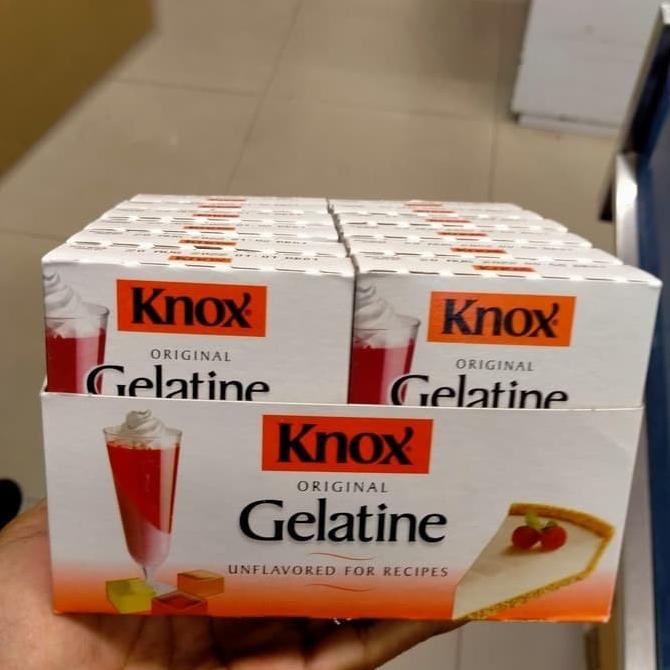 Knox
ORIGINAL
Gelatine
Knox
ORIGINAL
Gelatine
Knox
ORIGINAL
Gelatine
UNFLAVORED FOR RECIPES